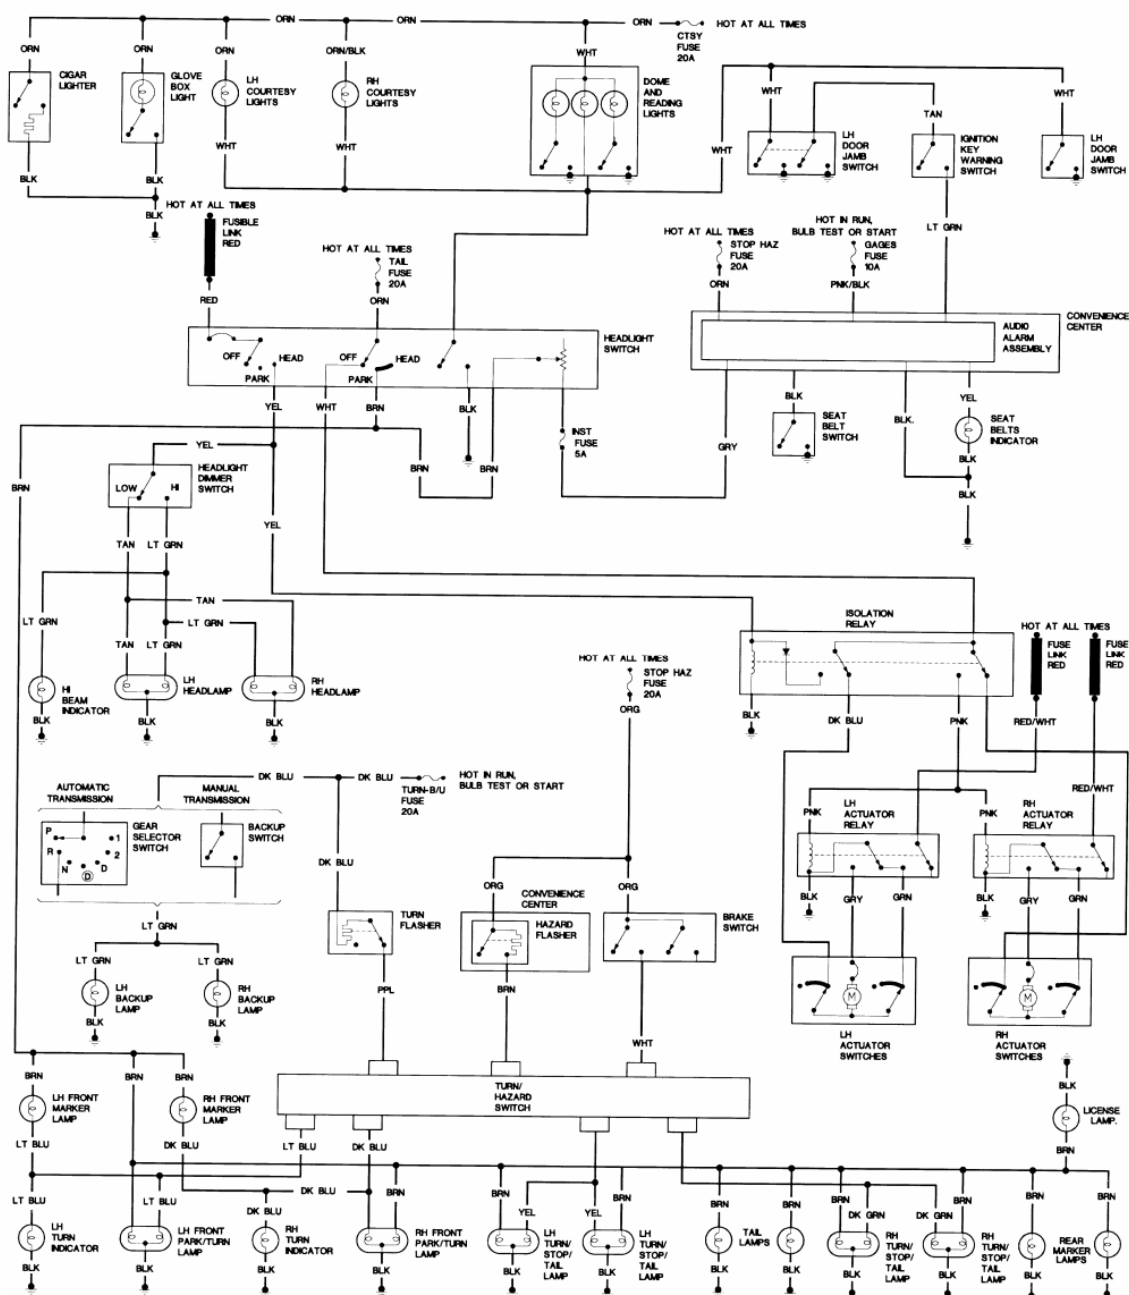 ORN
ORN
ORN
CTSY
FUSE
20A
HOT AT ALL TIMES
ORN
ORN
ORN
ORN/BLK
WHT
CIGAR
LIGHTER
GLOVE
BOX
LIGHT
LH
COURTESY
LIGHTS
RH
COURTESY
LIGHTS
DOME
AND
READING
LIGHTS
WHT
WHT
WHT
WHT
WHT
TAN
LH
DOOR
JAMB
SWITCH
IGNITION
KEY
WARNING
SWITCH
LH
DOOR
JAMB
SWITCH
BLK
BLK
BLK
HOT AT ALL TIMES
FUSIBLE
LINK
RED
RED
HOT AT ALL TIMES
TAIL
FUSE
20A
ORN
HOT AT ALL TIMES
STOP HAZ
FUSE
20A
ORN
HOT IN RUN,
BULB TEST OR START
GAGES
FUSE
10A
PNK/BLK
LT GRN
HEADLIGHT
SWITCH
OFF
HEAD
PARK
OFF
HEAD
PARK
CONVENIENCE
CENTER
AUDIO
ALARM
ASSEMBLY
YEL
WHT
BRN
BLK
BRN
BRN
INST
FUSE
5A
GRY
BLK
SEAT
BELT
SWITCH
BLK.
YEL
SEAT
BELTS
INDICATOR
BLK
BLK
BRN
YEL
HEADLIGHT
DIMMER
SWITCH
LOW
HI
YEL
TAN
LT GRN
TAN
LT GRN
LT GRN
TAN
LT GRN
HI
BEAM
INDICATOR
LH
HEADLAMP
RH
HEADLAMP
BLK
BLK
BLK
ISOLATION
RELAY
HOT AT ALL TIMES
FUSE
LINK
RED
FUSE
LINK
RED
BLK
DK BLU
PNK
RED/WHT
RED/WHT
HOT AT ALL TIMES
STOP HAZ
FUSE
20A
ORG
DK BLU
DK BLU
TURN-B/U
FUSE
20A
HOT IN RUN,
BULB TEST OR START
AUTOMATIC
TRANSMISSION
MANUAL
TRANSMISSION
GEAR
SELECTOR
SWITCH
P
R
N
D
D
2
1
BACKUP
SWITCH
DK BLU
LT GRN
LT GRN
LT GRN
LH
BACKUP
LAMP
RH
BACKUP
LAMP
BLK
BLK
TURN
FLASHER
PPL
ORG
ORG
CONVENIENCE
CENTER
HAZARD
FLASHER
BRN
BRAKE
SWITCH
WHT
PNK
LH
ACTUATOR
RELAY
PNK
RH
ACTUATOR
RELAY
BLK
GRY
GRN
BLK
GRY
GRN
M
M
LH
ACTUATOR
SWITCHES
RH
ACTUATOR
SWITCHES
TURN/
HAZARD
SWITCH
BRN
BRN
BRN
LH FRONT
MARKER
LAMP
RH FRONT
MARKER
LAMP
LT BLU
DK BLU
LT BLU
DK BLU
BLK
LICENSE
LAMP.
BRN
LT BLU
LT BLU
DK BLU
DK BLU
BRN
BRN
YEL
YEL
BRN
BRN
BRN
BRN
DK GRN
DK GRN
BRN
BRN
BRN
LH
TURN
INDICATOR
LH FRONT
PARK/TURN
LAMP
RH
TURN
INDICATOR
RH FRONT
PARK/TURN
LAMP
LH
TURN/
STOP/
TAIL
LAMP
LH
TURN/
STOP/
TAIL
LAMP
TAIL
LAMPS
RH
TURN/
STOP/
TAIL
LAMP
RH
TURN/
STOP/
TAIL
LAMP
REAR
MARKER
LAMPS
BLK
BLK
BLK
BLK
BLK
BLK
BLK
BLK
BLK
BLK
BLK
BLK